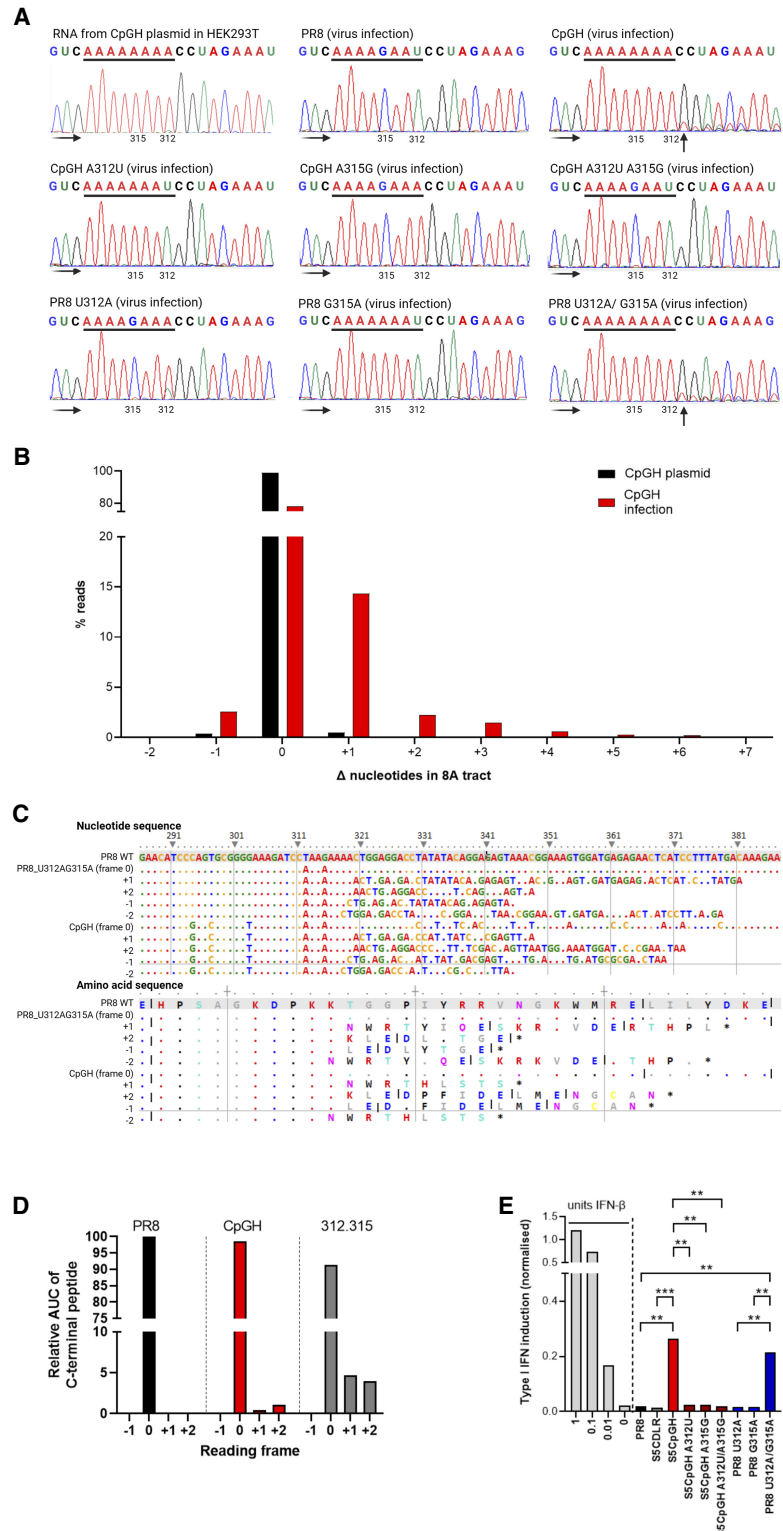 A
RNA from CpGH plasmid in HEK293T
GUCAAAAAAAACCUAGAAAU
315 312
PR8 (virus infection)
GUCAAAAGAAUCCUAGAAAG
315 312
CpGH (virus infection)
GUCAAAAAAAACCUAGAAAU
315 312
CpGH A312U (virus infection)
GUCAAAAAAAUCCUAGAAAU
315 312
CpGH A315G (virus infection)
GUCAAAAGAAACCUAGAAAU
315 312
CpGH A312U A315G (virus infection)
GUCAAAAGAAUCCUAGAAAU
315 312
PR8 U312A (virus infection)
GUCAAAAGAAACCUAGAAAG
315 312
PR8 G315A (virus infection)
GUCAAAAAAAUCCUAGAAAG
315 312
PR8 U312A/ G315A (virus infection)
GUCAAAAAAAACCUAGAAAG
315 312
B
CpGH plasmid
CpGH infection
% reads
100
80
20
15
10
5
0
-2 -1 0 +1 +2 +3 +4 +5 +6 +7
Δ nucleotides in 8A tract
C
Nucleotide sequence
291 301 311 321 331 341 351 361 371 381
PR8 WT GAACATCCCAGTGCGGGGAAAGATCCTAAGAAAACTGGAGGACCTATATACAGGAGAGTAAACGGAAAGTGGATGAGAGAACTCATCCTTTATGACAAAGAA
PR8_U312AG315A (frame 0)
+1
+2
-1
-2
CpGH (frame 0)
+1
+2
-1
-2
Amino acid sequence
PR8 WT E H P S A G K D P K K T G G P I Y R R V N G K W M R E L I L Y D K E
PR8_U312AG315A (frame 0)
+1 N W R T Y I Q E S K R . V D E R T H P L *
+2 K L E D L . T G E *
-1 L E D L Y T G E *
-2 N W R T Y . Q E S K R K V D E . T H P . *
CpGH (frame 0)
+1 N W R T H L S T S *
+2 K L E D P F I D E L M E N G C A N *
-1 L E D . F I D E L M E N G C A N *
-2 N W R T H L S T S *
D
PR8 CpGH 312.315
Relative AUC of
C-terminal peptide
100
95
90
85
80
75
10
5
0
-1 0 +1 +2 -1 0 +1 +2 -1 0 +1 +2
Reading frame
E
units IFN-β
Type I IFN induction (normalised)
1.5
1.0
0.5
0.4
0.2
0.0
** ** ** ** *** ** ** **
1
0.1
0.01
0
PR8
S5CDLR
S5CpGH
S5CpGH A312U
S5CpGH A315G
S5CpGH A312U/A315G
PR8 U312A
PR8 G315A
PR8 U312A/G315A